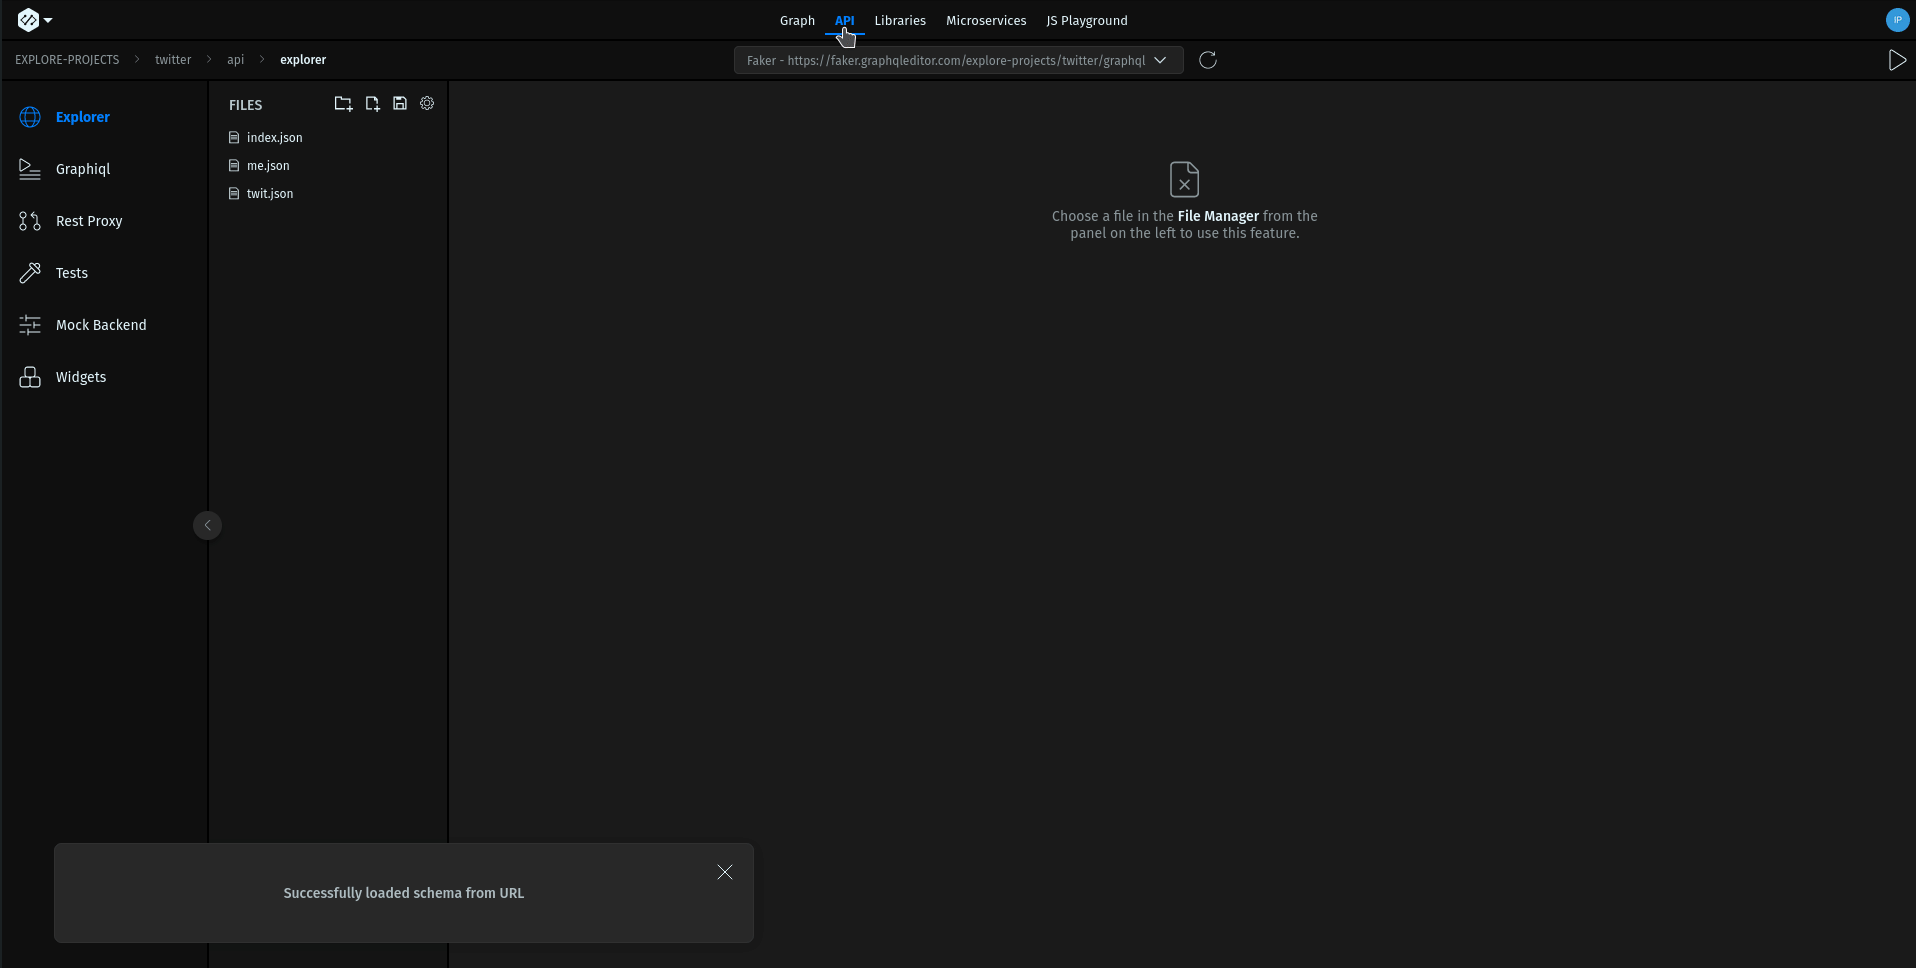 Graph API Libraries Microservices JS Playground
IP
EXPLORE-PROJECTS twitter api explorer
Faker - https://faker.graphqleditor.com/explore-projects/twitter/graphql
Explorer
Graphiql
Rest Proxy
Tests
Mock Backend
Widgets
FILES
index.json
me.json
twit.json
Choose a file in the File Manager from the
panel on the left to use this feature.
Successfully loaded schema from URL